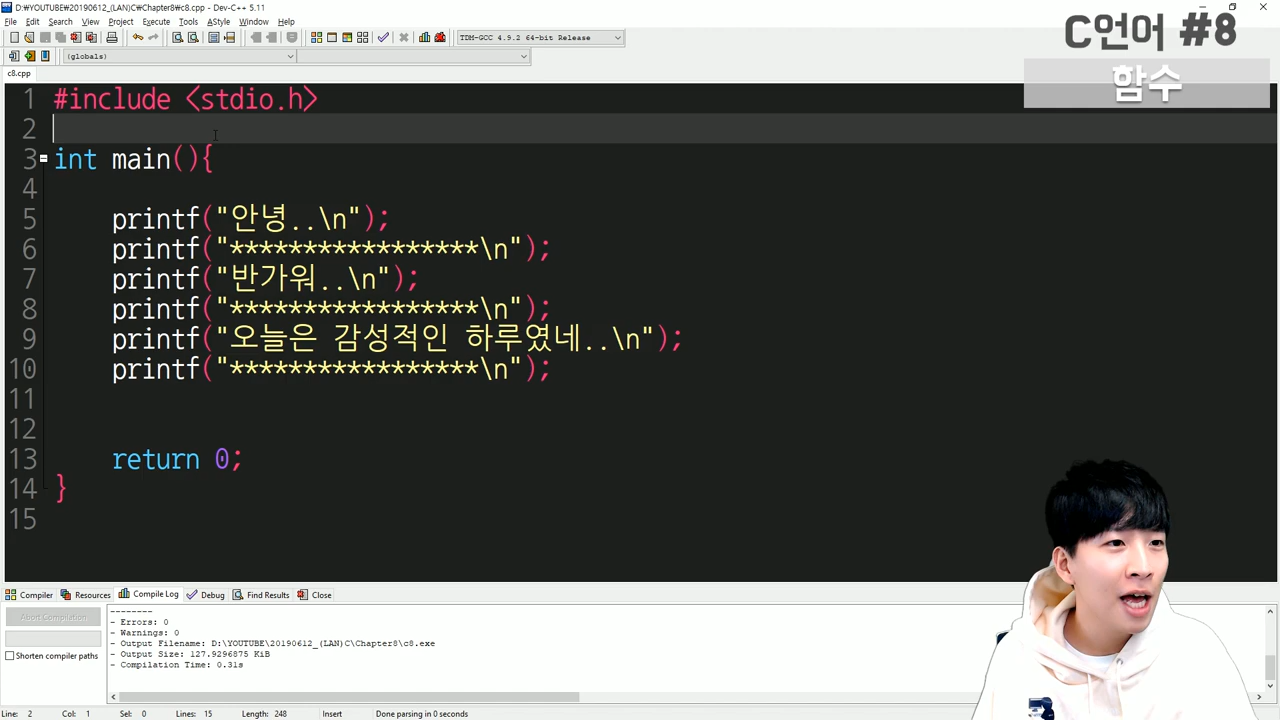 D:\YOUTUBE\20190612_(LAN)C\Chapter8\c8.cpp - Dev-C++ 5.11
File Edit Search View Project Execute Tools AStyle Window Help
TDM-GCC 4.9.2 64-bit Release
(globals)
c8.cpp
C언어 #8
함수
1 #include <stdio.h>
2
3 int main(){
4
5 printf("안녕..\n");
6 printf("*****************\n");
7 printf("반가워..\n");
8 printf("*****************\n");
9 printf("오늘은 감성적인 하루였네..\n");
10 printf("*****************\n");
11
12
13 return 0;
14 }
15
Compiler Resources Compile Log Debug Find Results Close
Abort Compilation
Shorten compiler paths
--------
- Errors: 0
- Warnings: 0
- Output Filename: D:\YOUTUBE\20190612_(LAN)C\Chapter8\c8.exe
- Output Size: 127.9296875 KiB
- Compilation Time: 0.31s
Line: 2 Col: 1 Sel: 0 Lines: 15 Length: 248 Insert Done parsing in 0 seconds